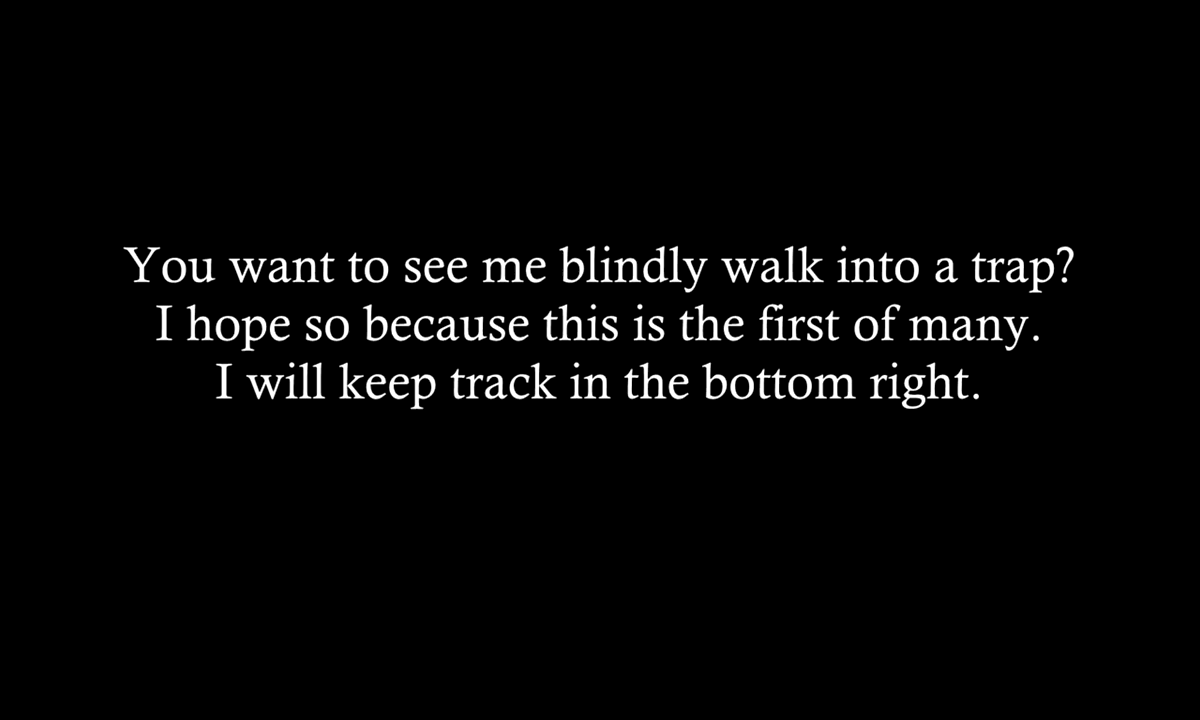 You want to see me blindly walk into a trap?
I hope so because this is the first of many.
I will keep track in the bottom right.